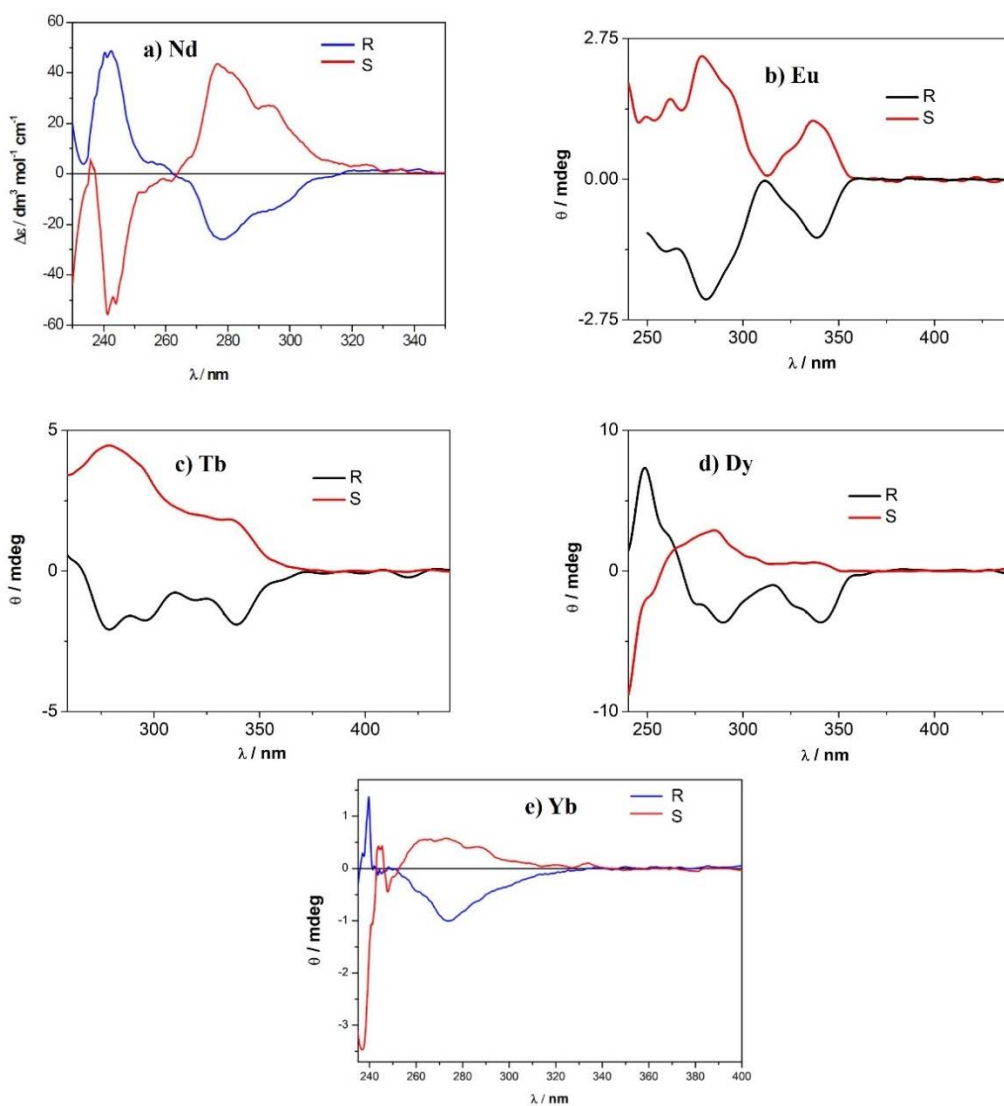 a) Nd
R
S
60
40
20
0
-20
-40
-60
Δε / dm³ mol⁻¹ cm⁻¹
240
260
280
300
320
340
λ / nm
b) Eu
R
S
2.75
0.00
-2.75
θ / mdeg
250
300
350
400
λ / nm
c) Tb
R
S
5
0
-5
θ / mdeg
300
350
400
λ / nm
d) Dy
R
S
10
0
-10
θ / mdeg
250
300
350
400
λ / nm
e) Yb
R
S
1
0
-1
-2
-3
θ / mdeg
240
260
280
300
320
340
360
380
400
λ / nm